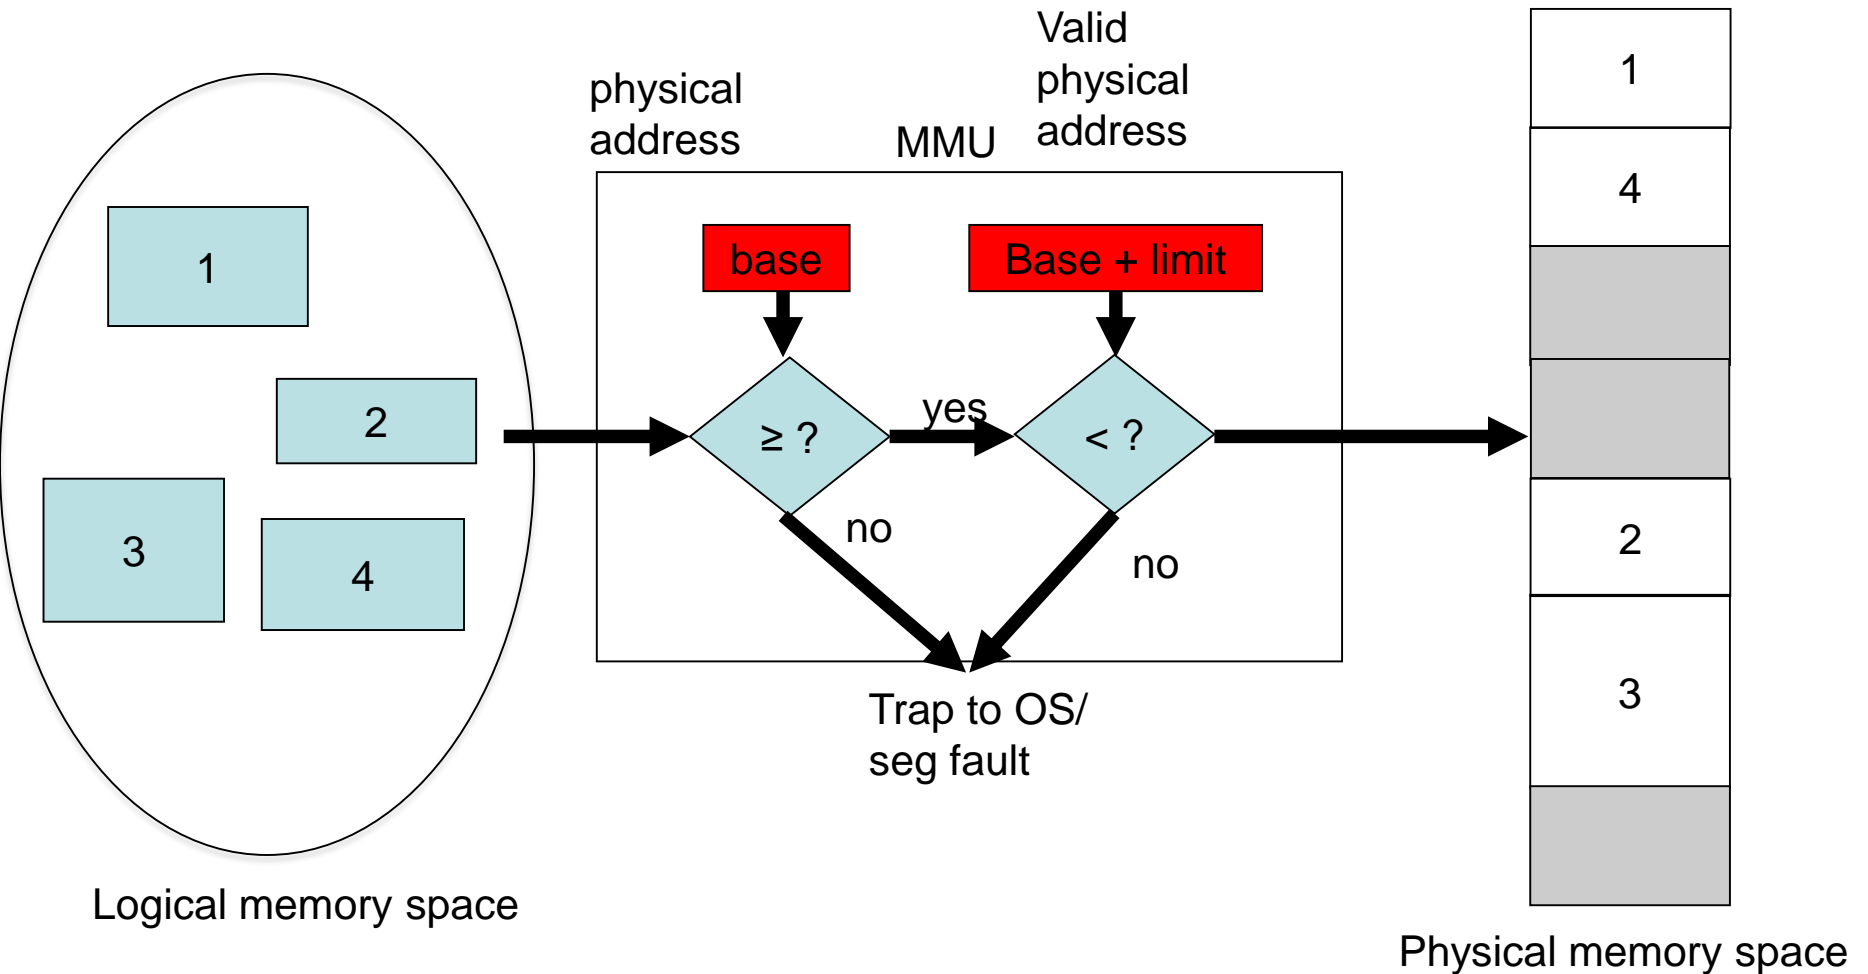 1
2
3
4
Logical memory space
physical
address
MMU
Valid
physical
address
base
Base + limit
≥ ?
yes
< ?
no
no
Trap to OS/
seg fault
1
4
2
3
Physical memory space